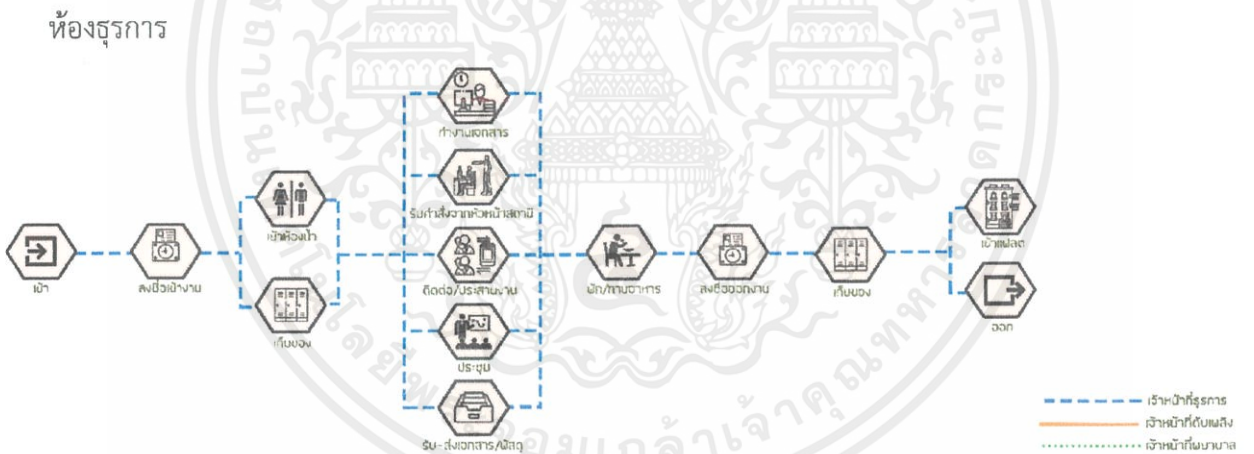 ห้องธุรการ
ทำงานเอกสาร
รับคำสั่งจากหัวหน้าสถานี
เข้าห้องน้ำ
เข้า
ลงชื่อเข้างาน
ติดต่อ/ประสานงาน
พัก/ทานอาหาร
ลงชื่อออกงาน
เก็บของ
เข้าแฟลต
เก็บของ
ออก
ประชุม
รับ-ส่งเอกสาร/พัสดุ
เจ้าหน้าที่ธุรการ
เจ้าหน้าที่ดับเพลิง
เจ้าหน้าที่พยาบาล